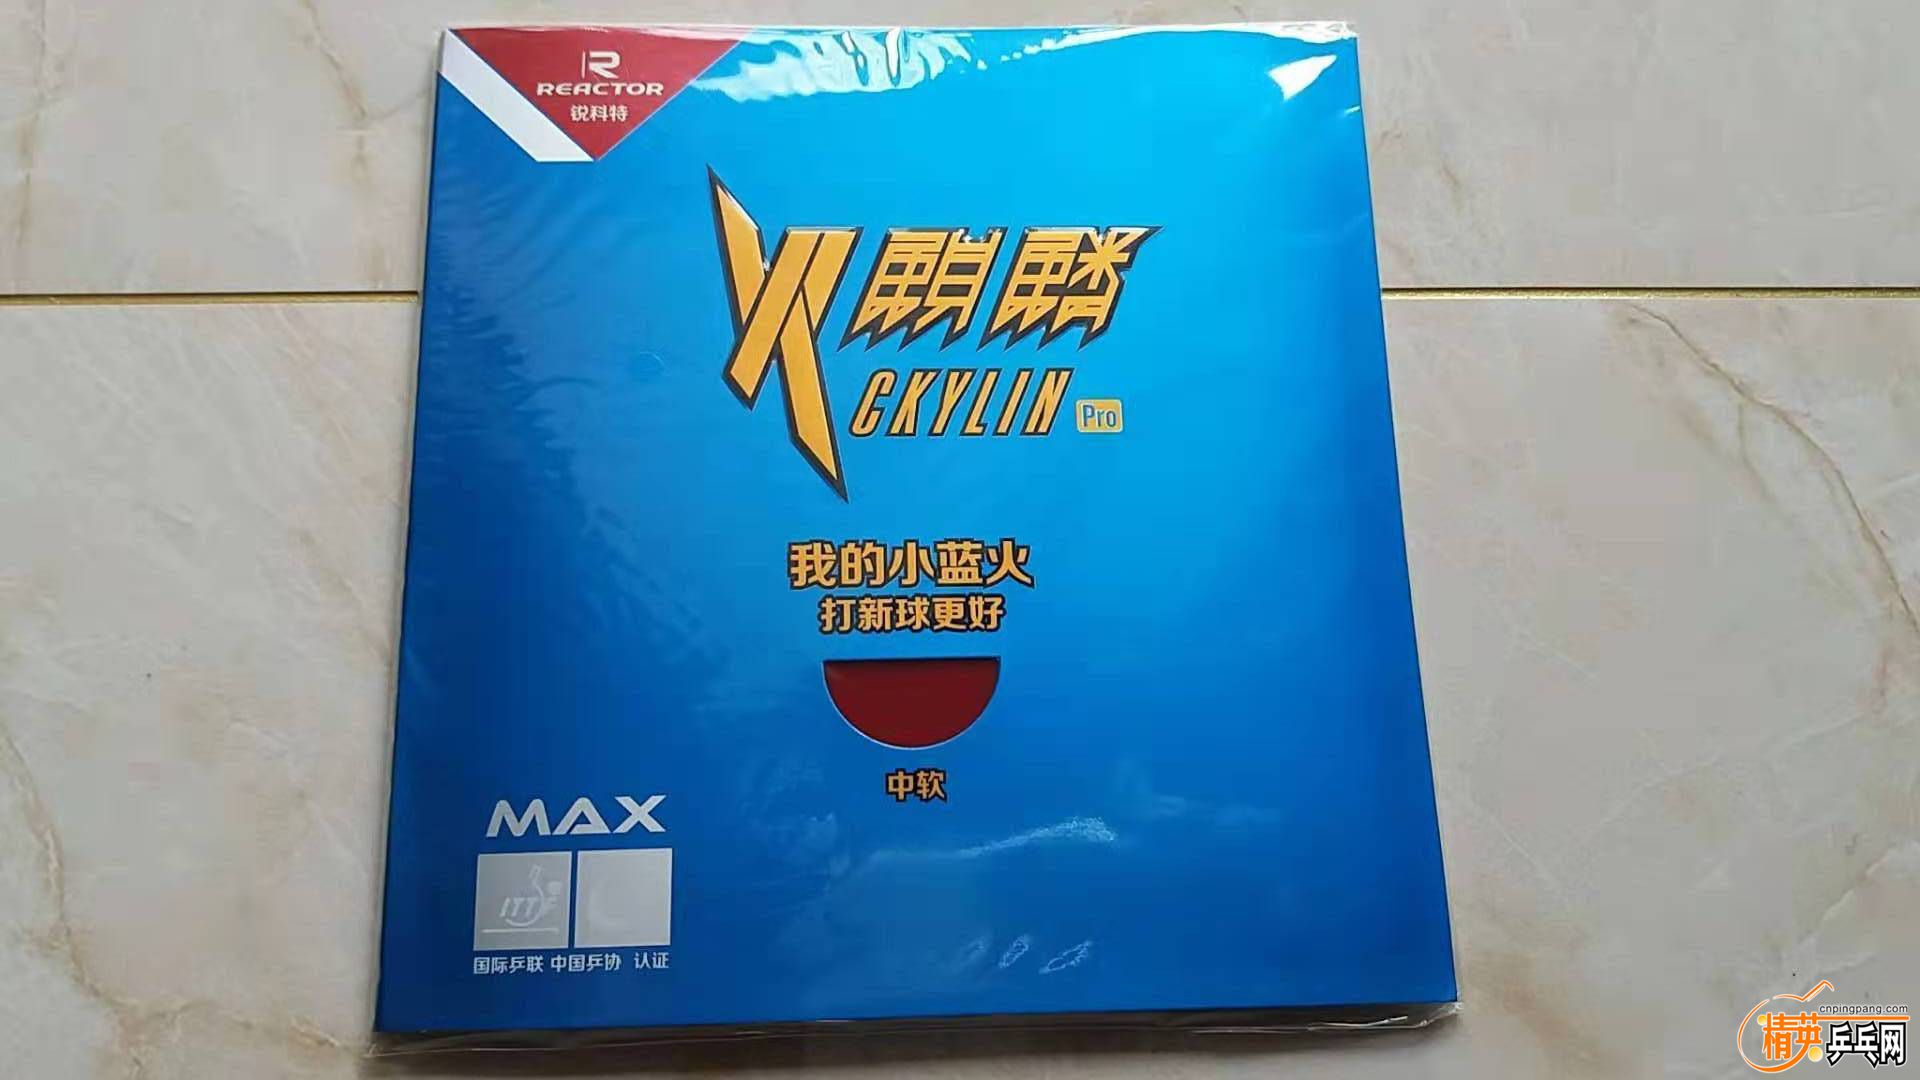 R
REACTOR
锐科特
火麒麟
CKYLIN Pro
我的小蓝火
打新球更好
中软
MAX
ITTF
国际乒联 中国乒协 认证
cnpingpang.com
精英乒乓网